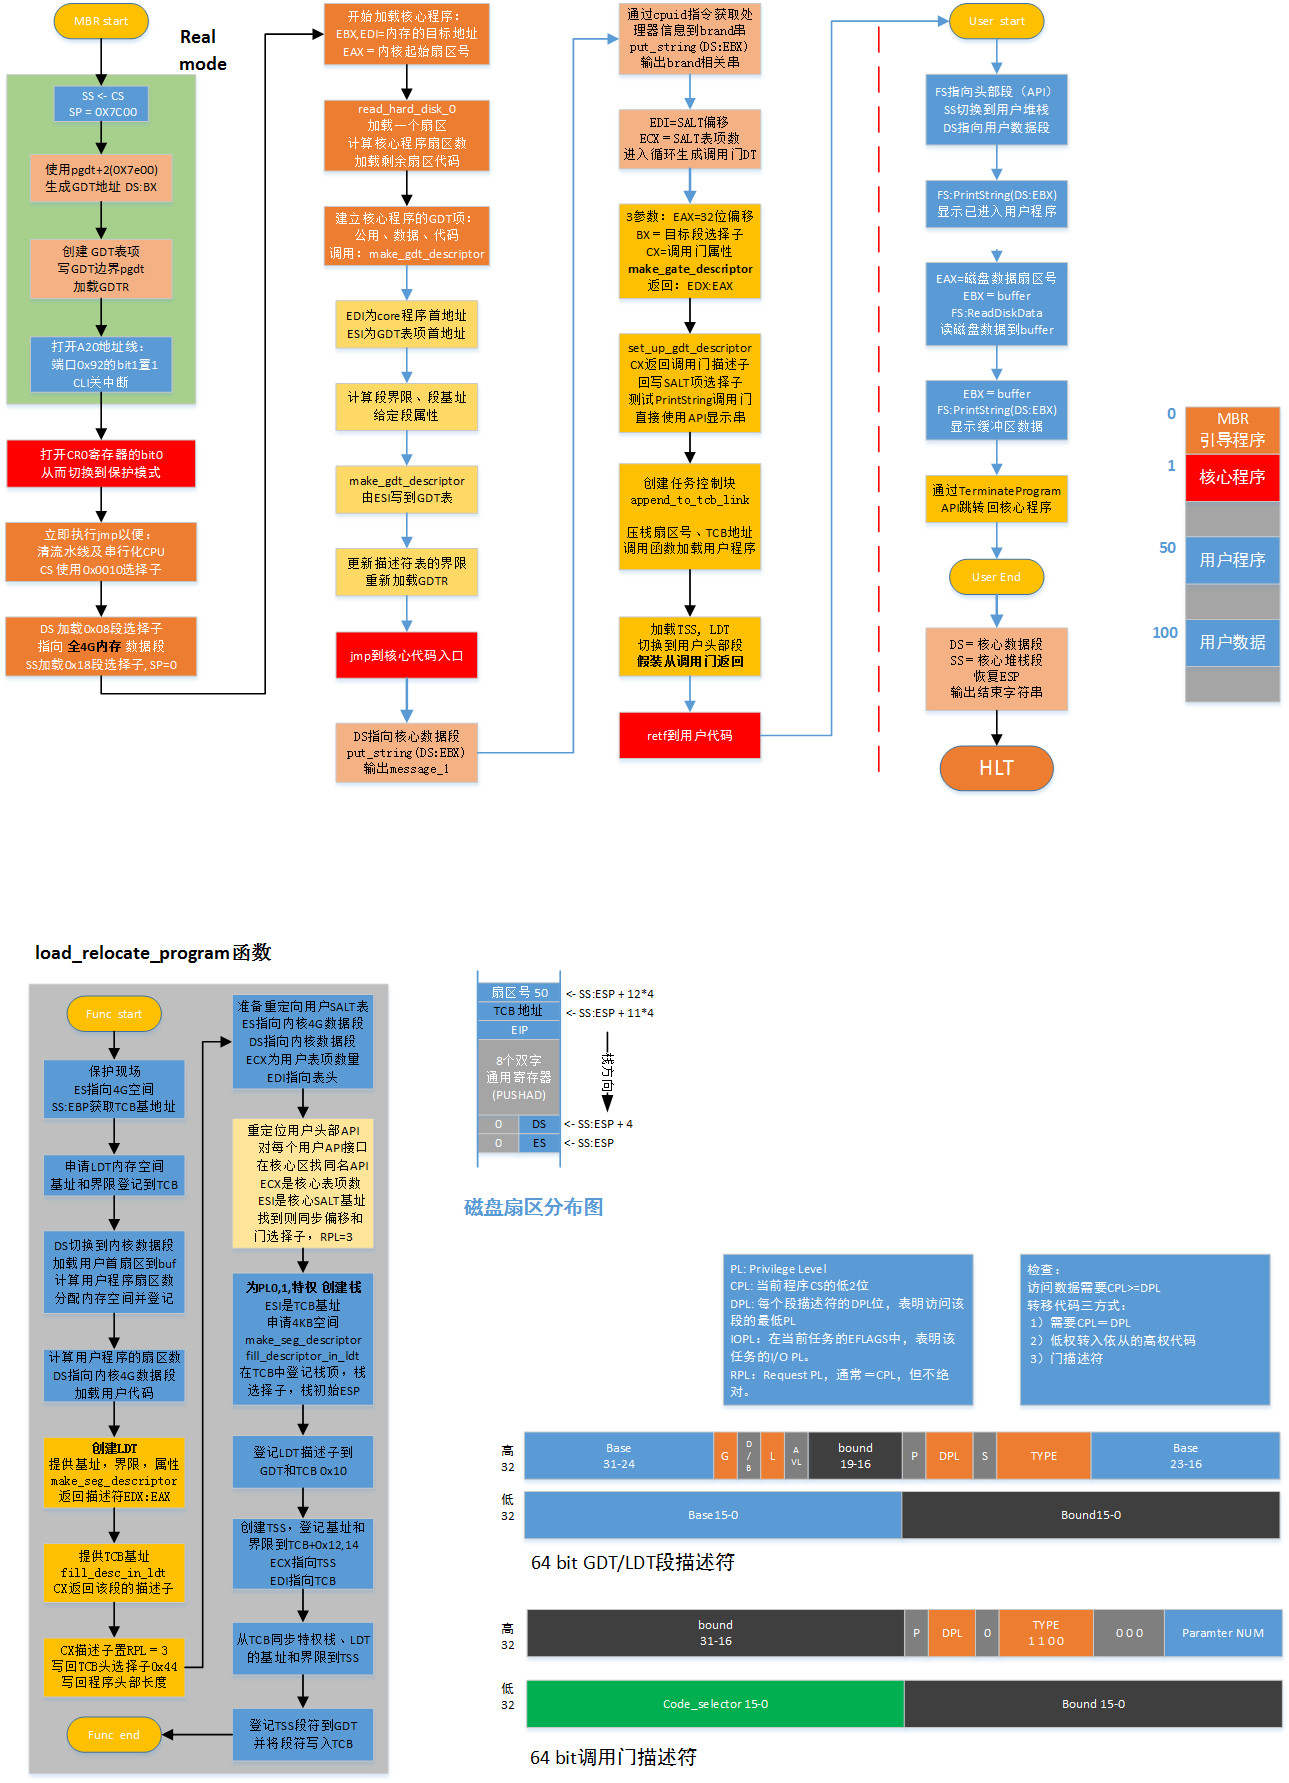 MBR start
Real
mode
SS <- CS
SP = 0X7C00
使用pgdt+2(0X7e00)
生成GDT地址 DS:BX
创建 GDT表项
写GDT边界pgdt
加载GDTR
打开A20地址线：
端口0x92的bit1置1
CLI关中断
打开CR0寄存器的bit0
从而切换到保护模式
立即执行jmp以便：
清流水线及串行化CPU
CS 使用0x0010选择子
DS 加载0x08段选择子
指向 全4G内存 数据段
SS加载0x18段选择子, SP=0
开始加载核心程序：
EBX,EDI=内存的目标地址
EAX＝内核起始扇区号
read_hard_disk_0
加载一个扇区
计算核心程序扇区数
加载剩余扇区代码
建立核心程序的GDT项：
公用、数据、代码
调用：make_gdt_descriptor
EDI为core程序首地址
ESI为GDT表项首地址
计算段界限、段基址
给定段属性
make_gdt_descriptor
由ESI写到GDT表
更新描述符表的界限
重新加载GDTR
jmp到核心代码入口
DS指向核心数据段
put_string(DS:EBX)
输出message_1
通过cpuid指令获取处
理器信息到brand串
put_string(DS:EBX)
输出brand相关串
EDI=SALT偏移
ECX＝SALT表项数
进入循环生成调用门DT
3参数：EAX=32位偏移
BX＝目标段选择子
CX=调用门属性
make_gate_descriptor
返回：EDX:EAX
set_up_gdt_descriptor
CX返回调用门描述子
回写SALT项选择子
测试PrintString调用门
直接使用API显示串
创建任务控制块
append_to_tcb_link
压栈扇区号、TCB地址
调用函数加载用户程序
加载TSS, LDT
切换到用户头部段
假装从调用门返回
retf到用户代码
User start
FS指向头部段（API）
SS切换到用户堆栈
DS指向用户数据段
FS:PrintString(DS:EBX)
显示已进入用户程序
EAX=磁盘数据扇区号
EBX＝buffer
FS:ReadDiskData
读磁盘数据到buffer
EBX＝buffer
FS:PrintString(DS:EBX)
显示缓冲区数据
通过TerminateProgram
API跳转回核心程序
User End
DS＝核心数据段
SS＝核心堆栈段
恢复ESP
输出结束字符串
HLT
0
MBR
引导程序
1
核心程序
50
用户程序
100
用户数据
load_relocate_program函数
Func start
保护现场
ES指向4G空间
SS:EBP获取TCB基地址
申请LDT内存空间
基址和界限登记到TCB
DS切换到内核数据段
加载用户首扇区到buf
计算用户程序扇区数
分配内存空间并登记
计算用户程序的扇区数
DS指向内核4G数据段
加载用户代码
创建LDT
提供基址，界限，属性
make_seg_descriptor
返回描述符EDX:EAX
提供TCB基址
fill_desc_in_ldt
CX返回该段的描述子
CX描述子置RPL＝3
写回TCB头选择子0x44
写回程序头部长度
Func end
准备重定向用户SALT表
ES指向内核4G数据段
DS指向内核数据段
ECX为用户表项数量
EDI指向表头
重定位用户头部API
对每个用户API接口
在核心区找同名API
ECX是核心表项数
ESI是核心SALT基址
找到则同步偏移和
门选择子，RPL=3
为PL0,1,特权 创建栈
ESI是TCB基址
申请4KB空间
make_seg_descriptor
fill_descriptor_in_ldt
在TCB中登记栈顶，栈
选择子，栈初始ESP
登记LDT描述子到
GDT和TCB 0x10
创建TSS，登记基址和
界限到TCB+0x12,14
ECX指向TSS
EDI指向TCB
从TCB同步特权栈、LDT
的基址和界限到TSS
登记TSS段符到GDT
并将段符写入TCB
扇区号 50
<- SS:ESP + 12*4
TCB 地址
<- SS:ESP + 11*4
EIP
8个双字
通用寄存器
(PUSHAD)
栈方向
0
DS
<- SS:ESP + 4
0
ES
<- SS:ESP
磁盘扇区分布图
PL: Privilege Level
CPL: 当前程序CS的低2位
DPL: 每个段描述符的DPL位，表明访问该
段的最低PL
IOPL：在当前任务的EFLAGS中，表明该
任务的I/O PL。
RPL：Request PL，通常＝CPL，但不绝
对。
检查：
访问数据需要CPL>=DPL
转移代码三方式：
1）需要CPL＝DPL
2）低权转入依从的高权代码
3）门描述符
高
32
Base
31-24
G
D
/
B
L
A
VL
bound
19-16
P
DPL
S
TYPE
Base
23-16
低
32
Base15-0
Bound15-0
64 bit GDT/LDT段描述符
高
32
bound
31-16
P
DPL
0
TYPE
1 1 0 0
0 0 0
Paramter NUM
低
32
Code_selector 15-0
Bound 15-0
64 bit调用门描述符